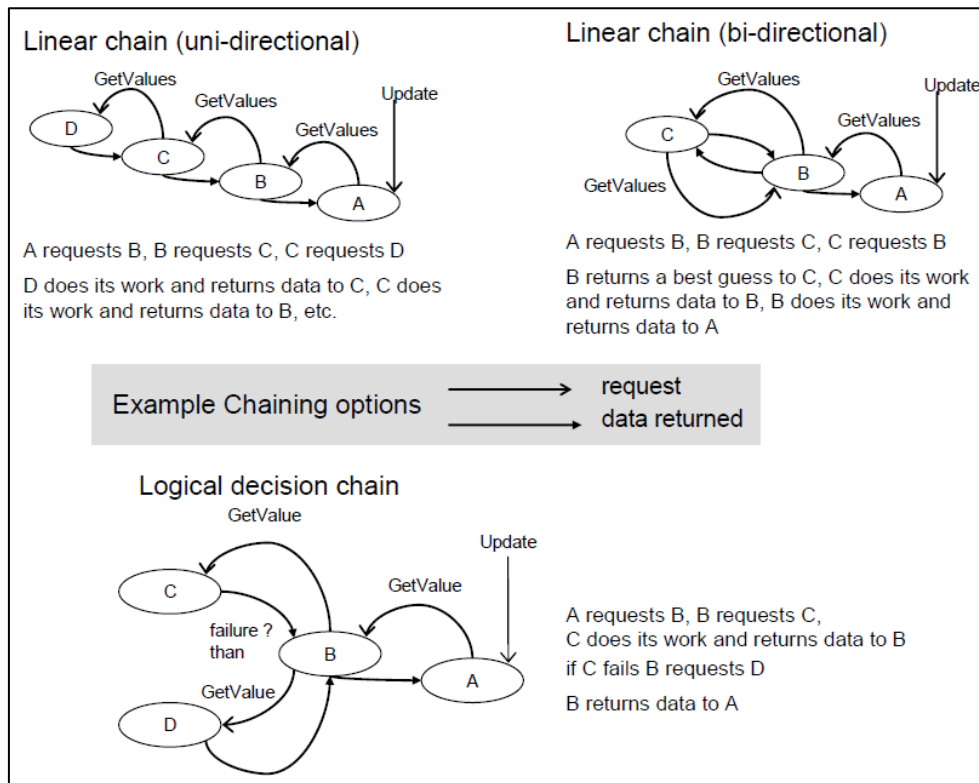 Linear chain (uni-directional)
GetValues
GetValues
Update
GetValues
D
C
B
A
A requests B, B requests C, C requests D
D does its work and returns data to C, C does
its work and returns data to B, etc.
Linear chain (bi-directional)
GetValues
Update
GetValues
C
B
A
GetValues
A requests B, B requests C, C requests B
B returns a best guess to C, C does its work
and returns data to B, B does its work and
returns data to A
Example Chaining options
request
data returned
Logical decision chain
GetValue
Update
GetValue
C
failure ?
than
B
A
GetValue
D
A requests B, B requests C,
C does its work and returns data to B
if C fails B requests D
B returns data to A